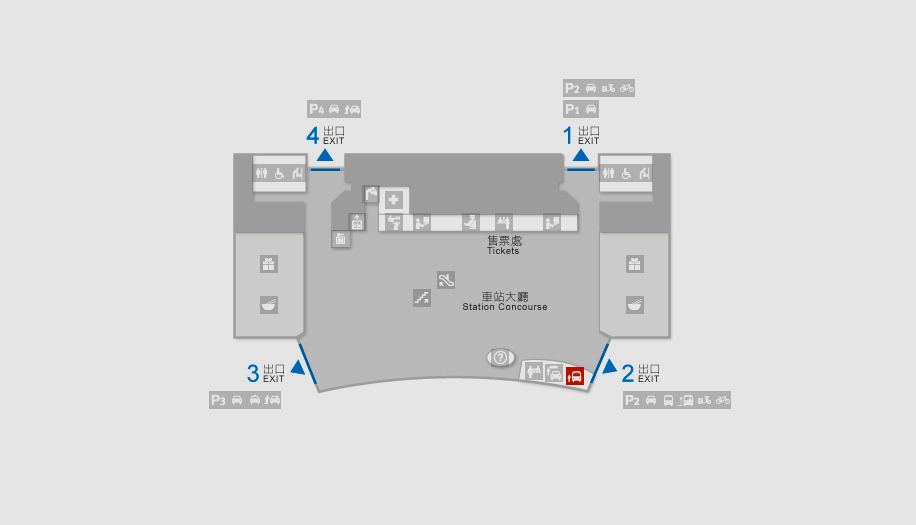 P2
P1
P4
1 出口
EXIT
4 出口
EXIT
售票處
Tickets
車站大廳
Station Concourse
?
3 出口
EXIT
2 出口
EXIT
P3
P2